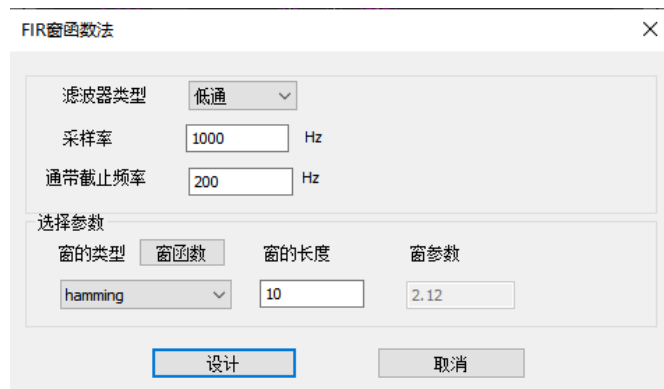 FIR窗函数法
滤波器类型 低通
采样率 1000 Hz
通带截止频率 200 Hz
选择参数
窗的类型 窗函数 窗的长度 窗参数
hamming 10 2.12
设计 取消